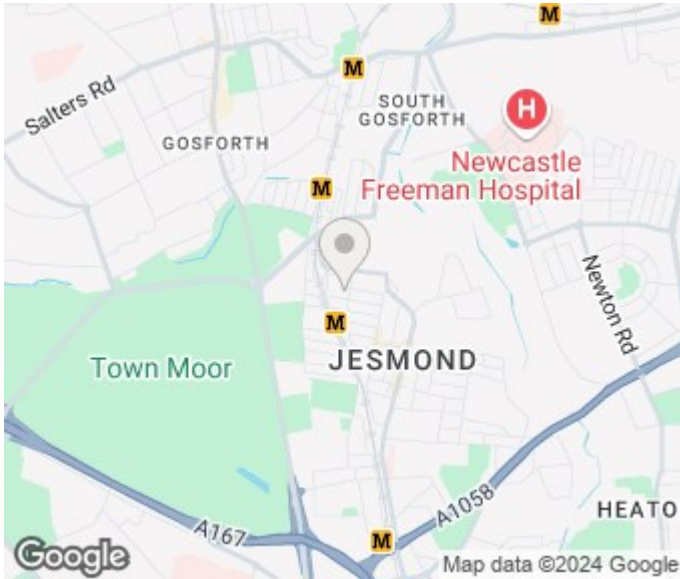 M
M
Salters Rd
SOUTH
GOSFORTH
H
GOSFORTH
Newcastle
Freeman Hospital
M
Newton Rd
M
JESMOND
Town Moor
A1058
HEATO
A167
M
Google
Map data ©2024 Google